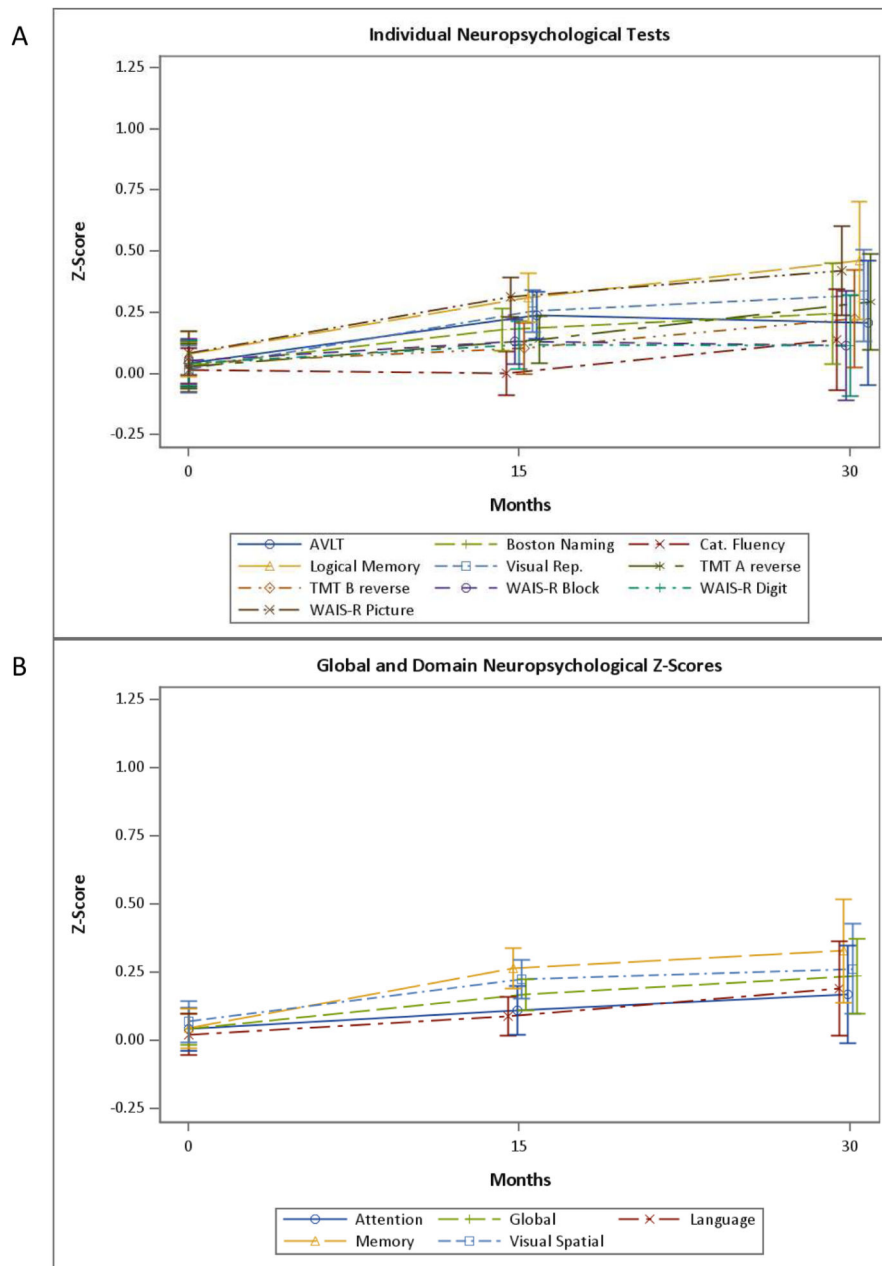 A
Individual Neuropsychological Tests
1.25
1.00
0.75
0.50
0.25
0.00
-0.25
Z-Score
0 15 30
Months
AVLT Boston Naming Cat. Fluency
Logical Memory Visual Rep. TMT A reverse
TMT B reverse WAIS-R Block WAIS-R Digit
WAIS-R Picture
B
Global and Domain Neuropsychological Z-Scores
1.25
1.00
0.75
0.50
0.25
0.00
-0.25
Z-Score
0 15 30
Months
Attention Global Language
Memory Visual Spatial